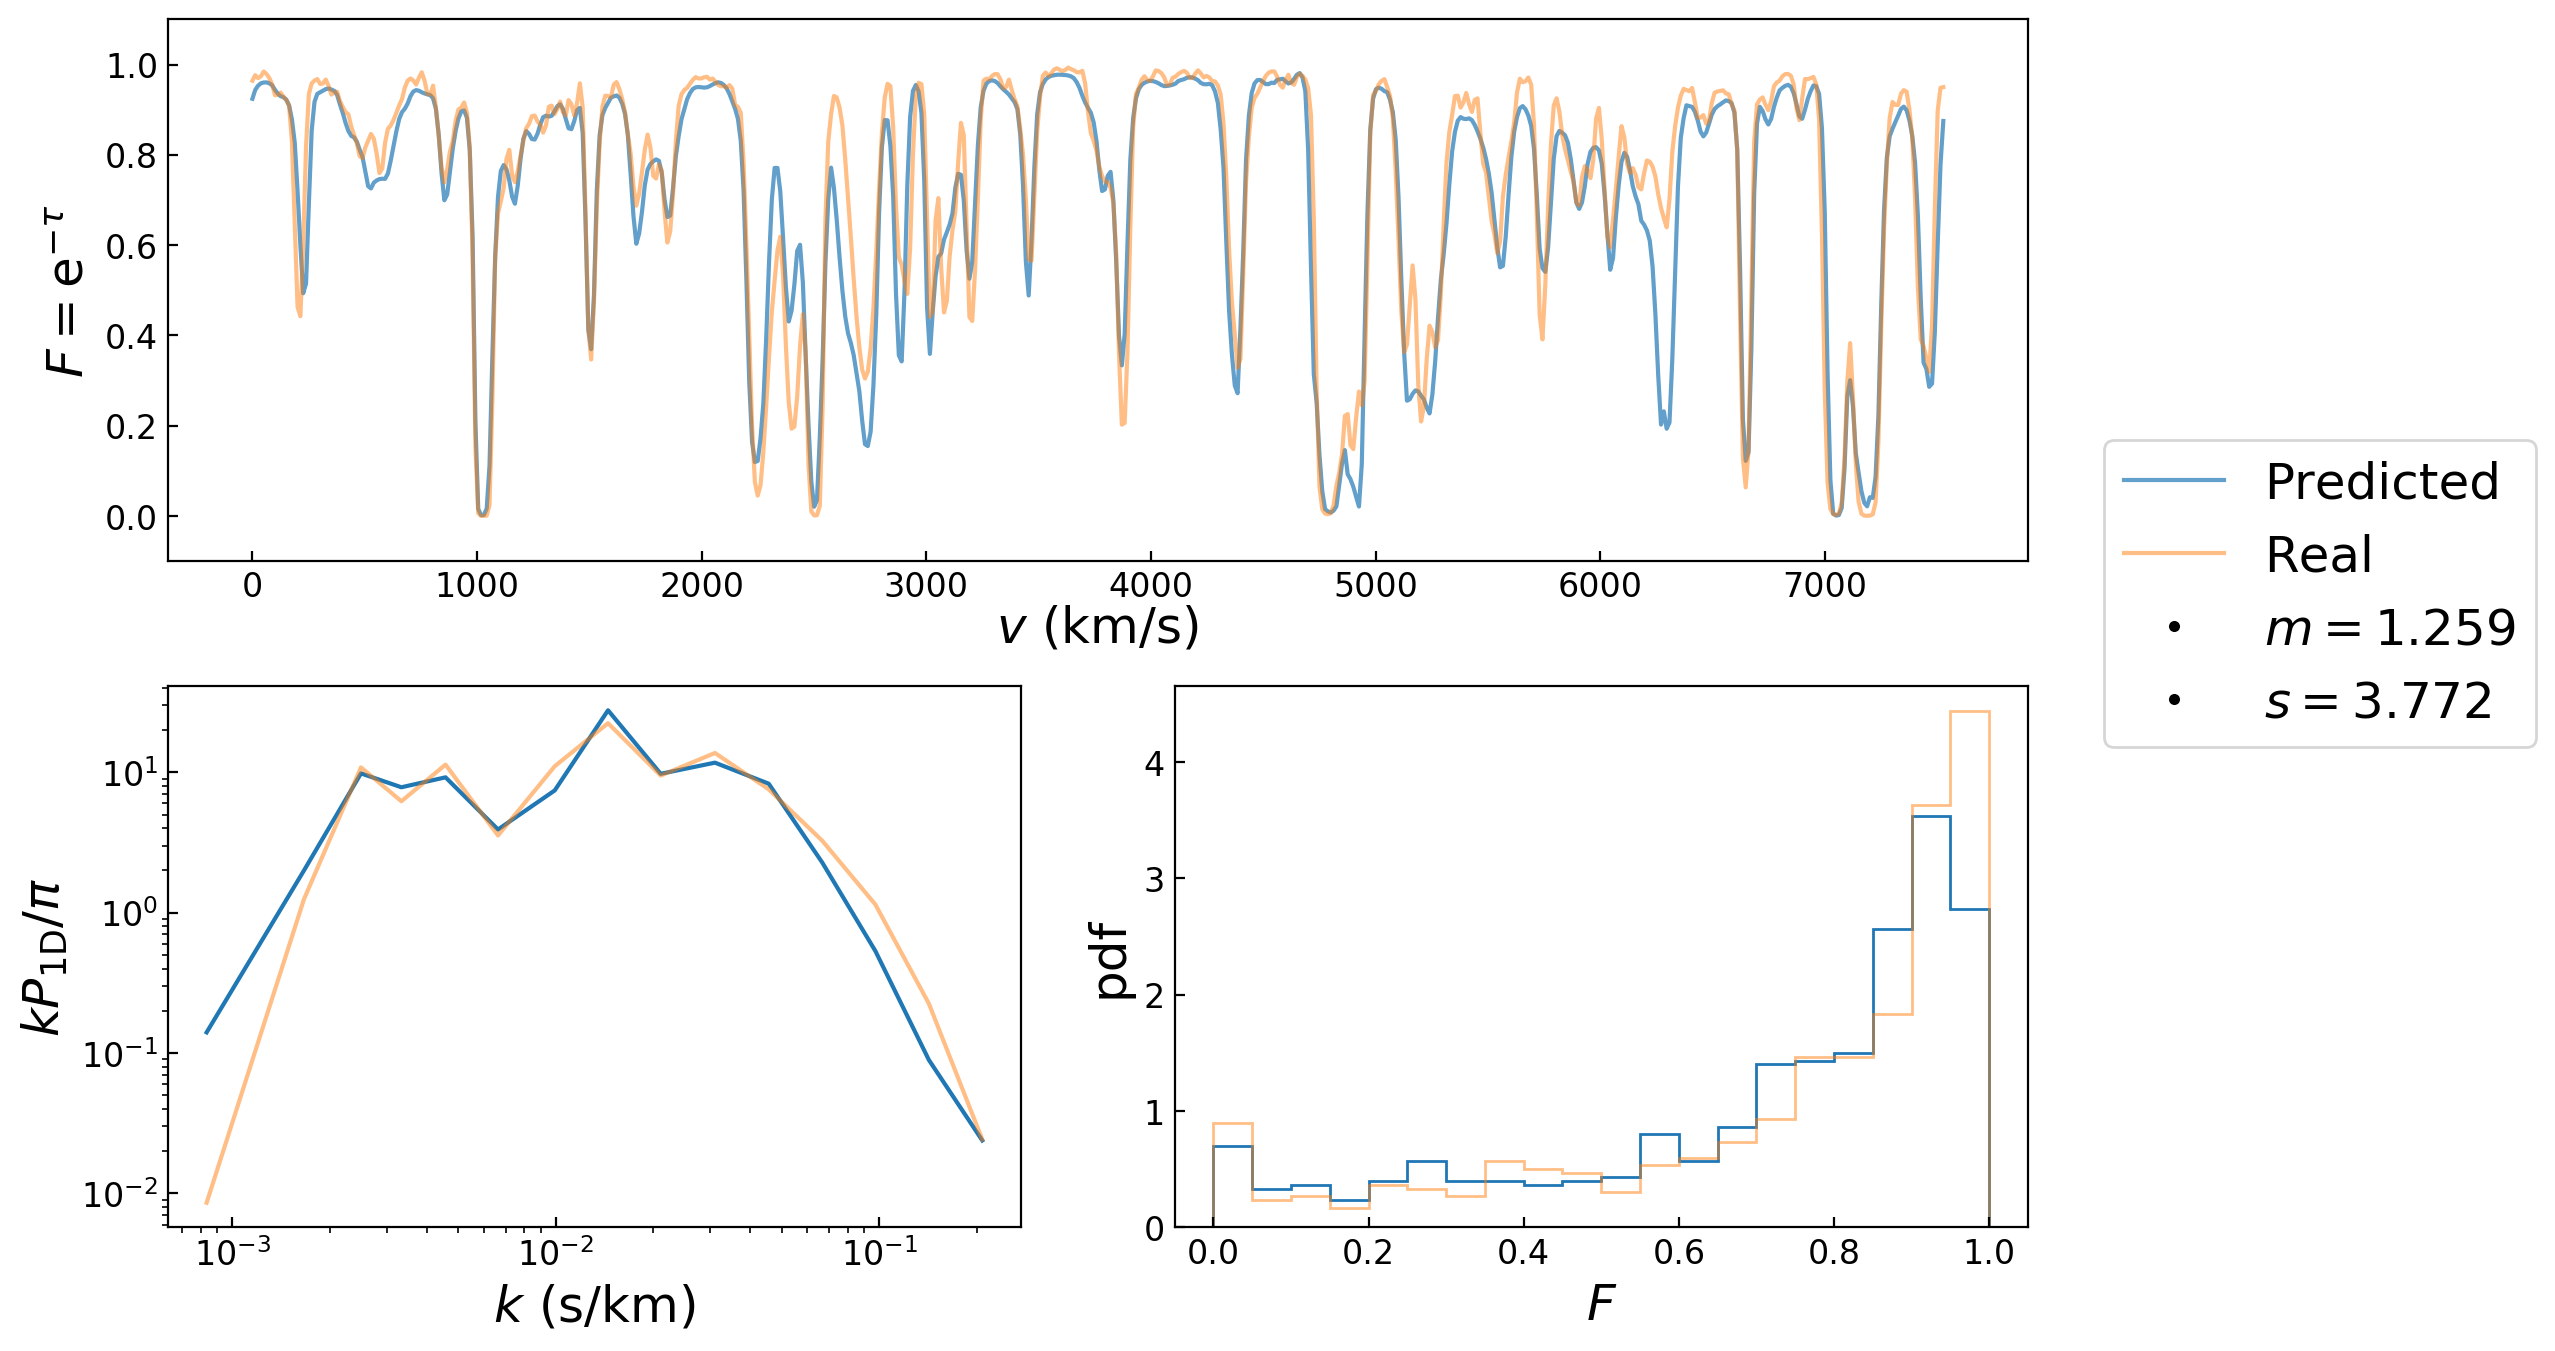 F = e^{-τ}
1.0
0.8
0.6
0.4
0.2
0.0
0 1000 2000 3000 4000 5000 6000 7000
v (km/s)
Predicted
Real
m = 1.259
s = 3.772
kP_{1D}/π
10^1
10^0
10^{-1}
10^{-2}
10^{-3} 10^{-2} 10^{-1}
k (s/km)
pdf
4
3
2
1
0
0.0 0.2 0.4 0.6 0.8 1.0
F